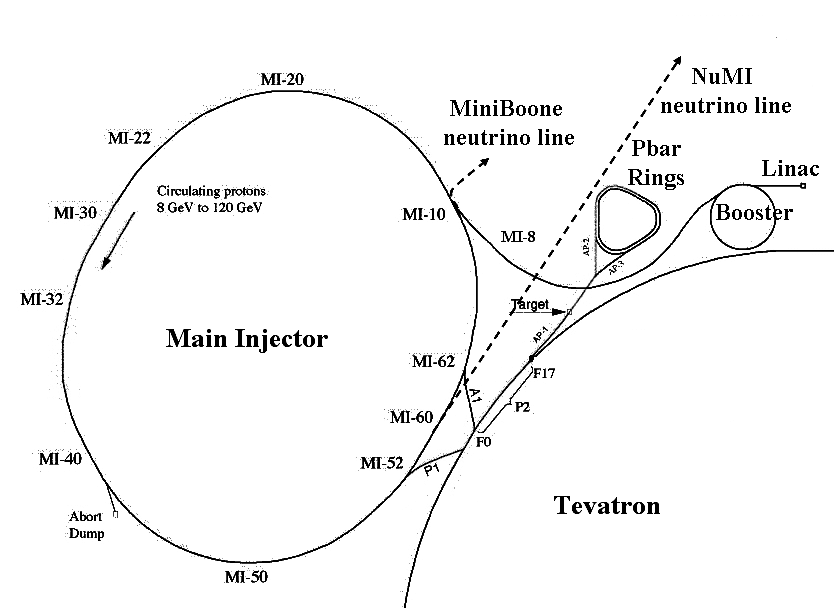 MI-20
NuMI
neutrino line
MiniBoone
neutrino line
MI-22
Pbar
Rings
Linac
Circulating protons
8 GeV to 120 GeV
MI-30
MI-10
Booster
MI-8
AP-2
AP-3
MI-32
Target
Main Injector
AP-1
MI-62
F17
A1
P2
MI-60
F0
MI-40
MI-52
P1
Abort
Dump
Tevatron
MI-50